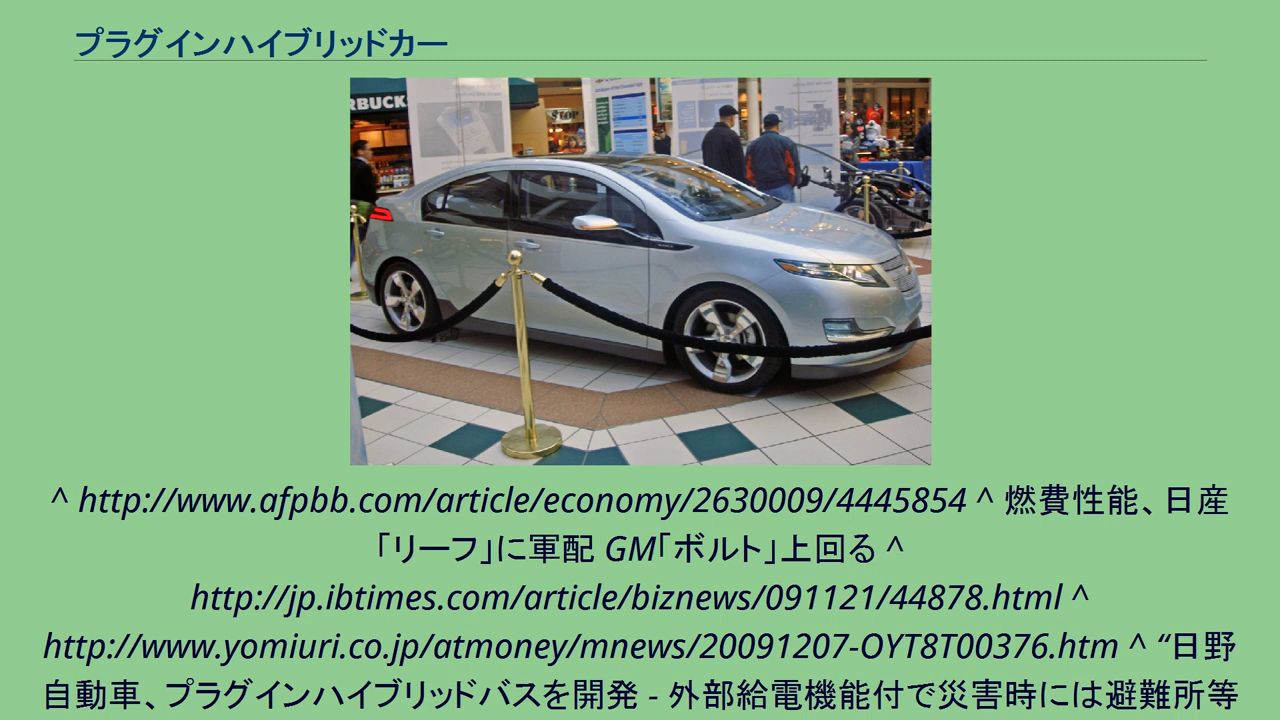 プラグインハイブリッドカー
RBUCK
STOP
^ http://www.afpbb.com/article/economy/2630009/4445854 ^ 燃費性能、日産
「リーフ」に軍配 GM「ボルト」上回る ^
http://jp.ibtimes.com/article/biznews/091121/44878.html ^
http://www.yomiuri.co.jp/atmoney/mnews/20091207-OYT8T00376.htm ^ “日野
自動車、プラグインハイブリッドバスを開発 - 外部給電機能付で災害時には避難所等